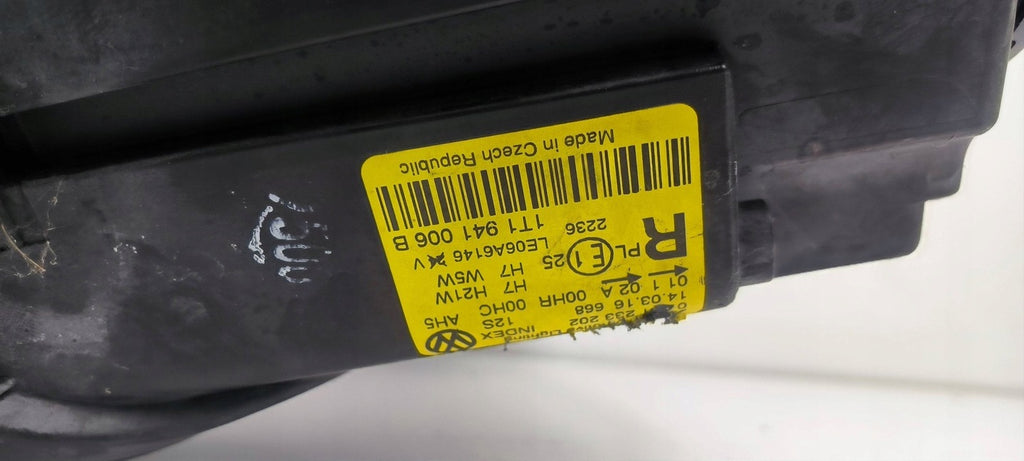 Lighting
253 202 INDEX
14.03.16 668 12S AH5
01 1 02 A 00HR 00HC
H7 H21W
PL E1 25 H7 W5W
2236 LE06A6146 V
R 1T1 941 006 B
Made in Czech Republic